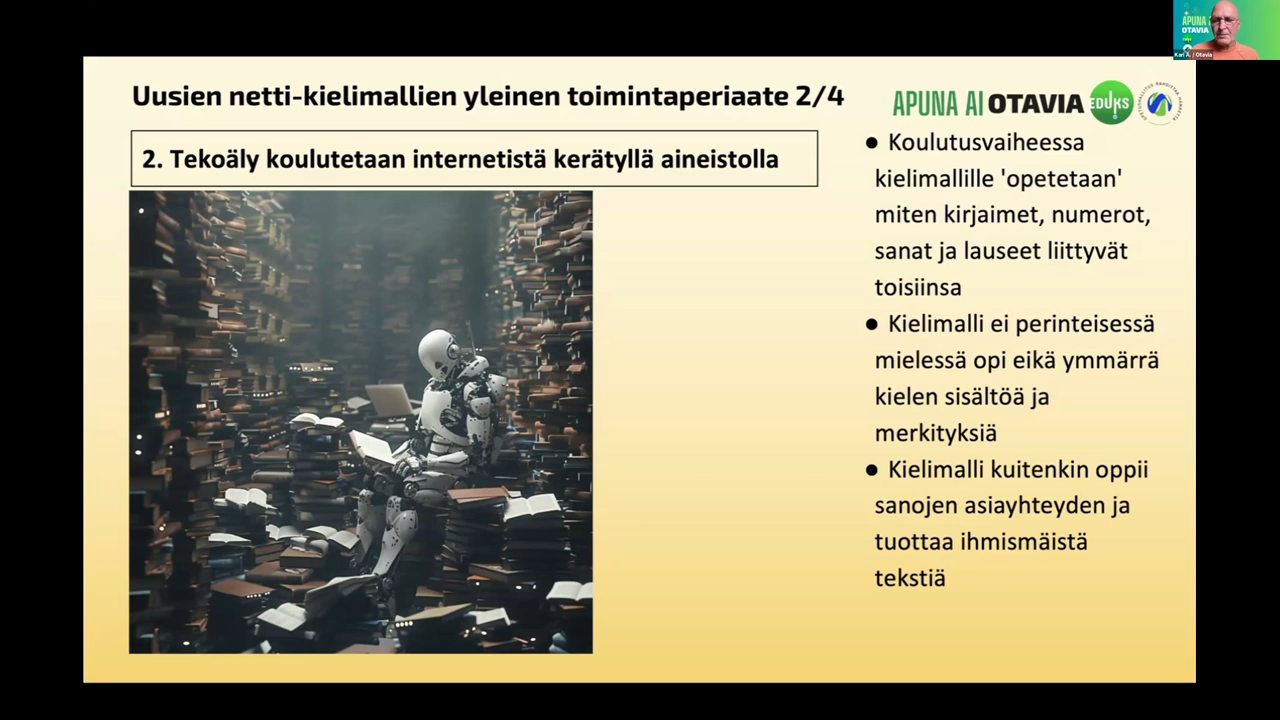 Uusien netti-kielimallien yleinen toimintaperiaate 2/4
APUNA AI OTAVIA EDUKS
2. Tekoäly koulutetaan internetistä kerätyllä aineistolla
● Koulutusvaiheessa
kielimallille 'opetetaan'
miten kirjaimet, numerot,
sanat ja lauseet liittyvät
toisiinsa
● Kielimalli ei perinteisessä
mielessä opi eikä ymmärrä
kielen sisältöä ja
merkityksiä
● Kielimalli kuitenkin oppii
sanojen asiayhteyden ja
tuottaa ihmismäistä
tekstiä
APUNA
OTAVIA
Kari A. / Otavia